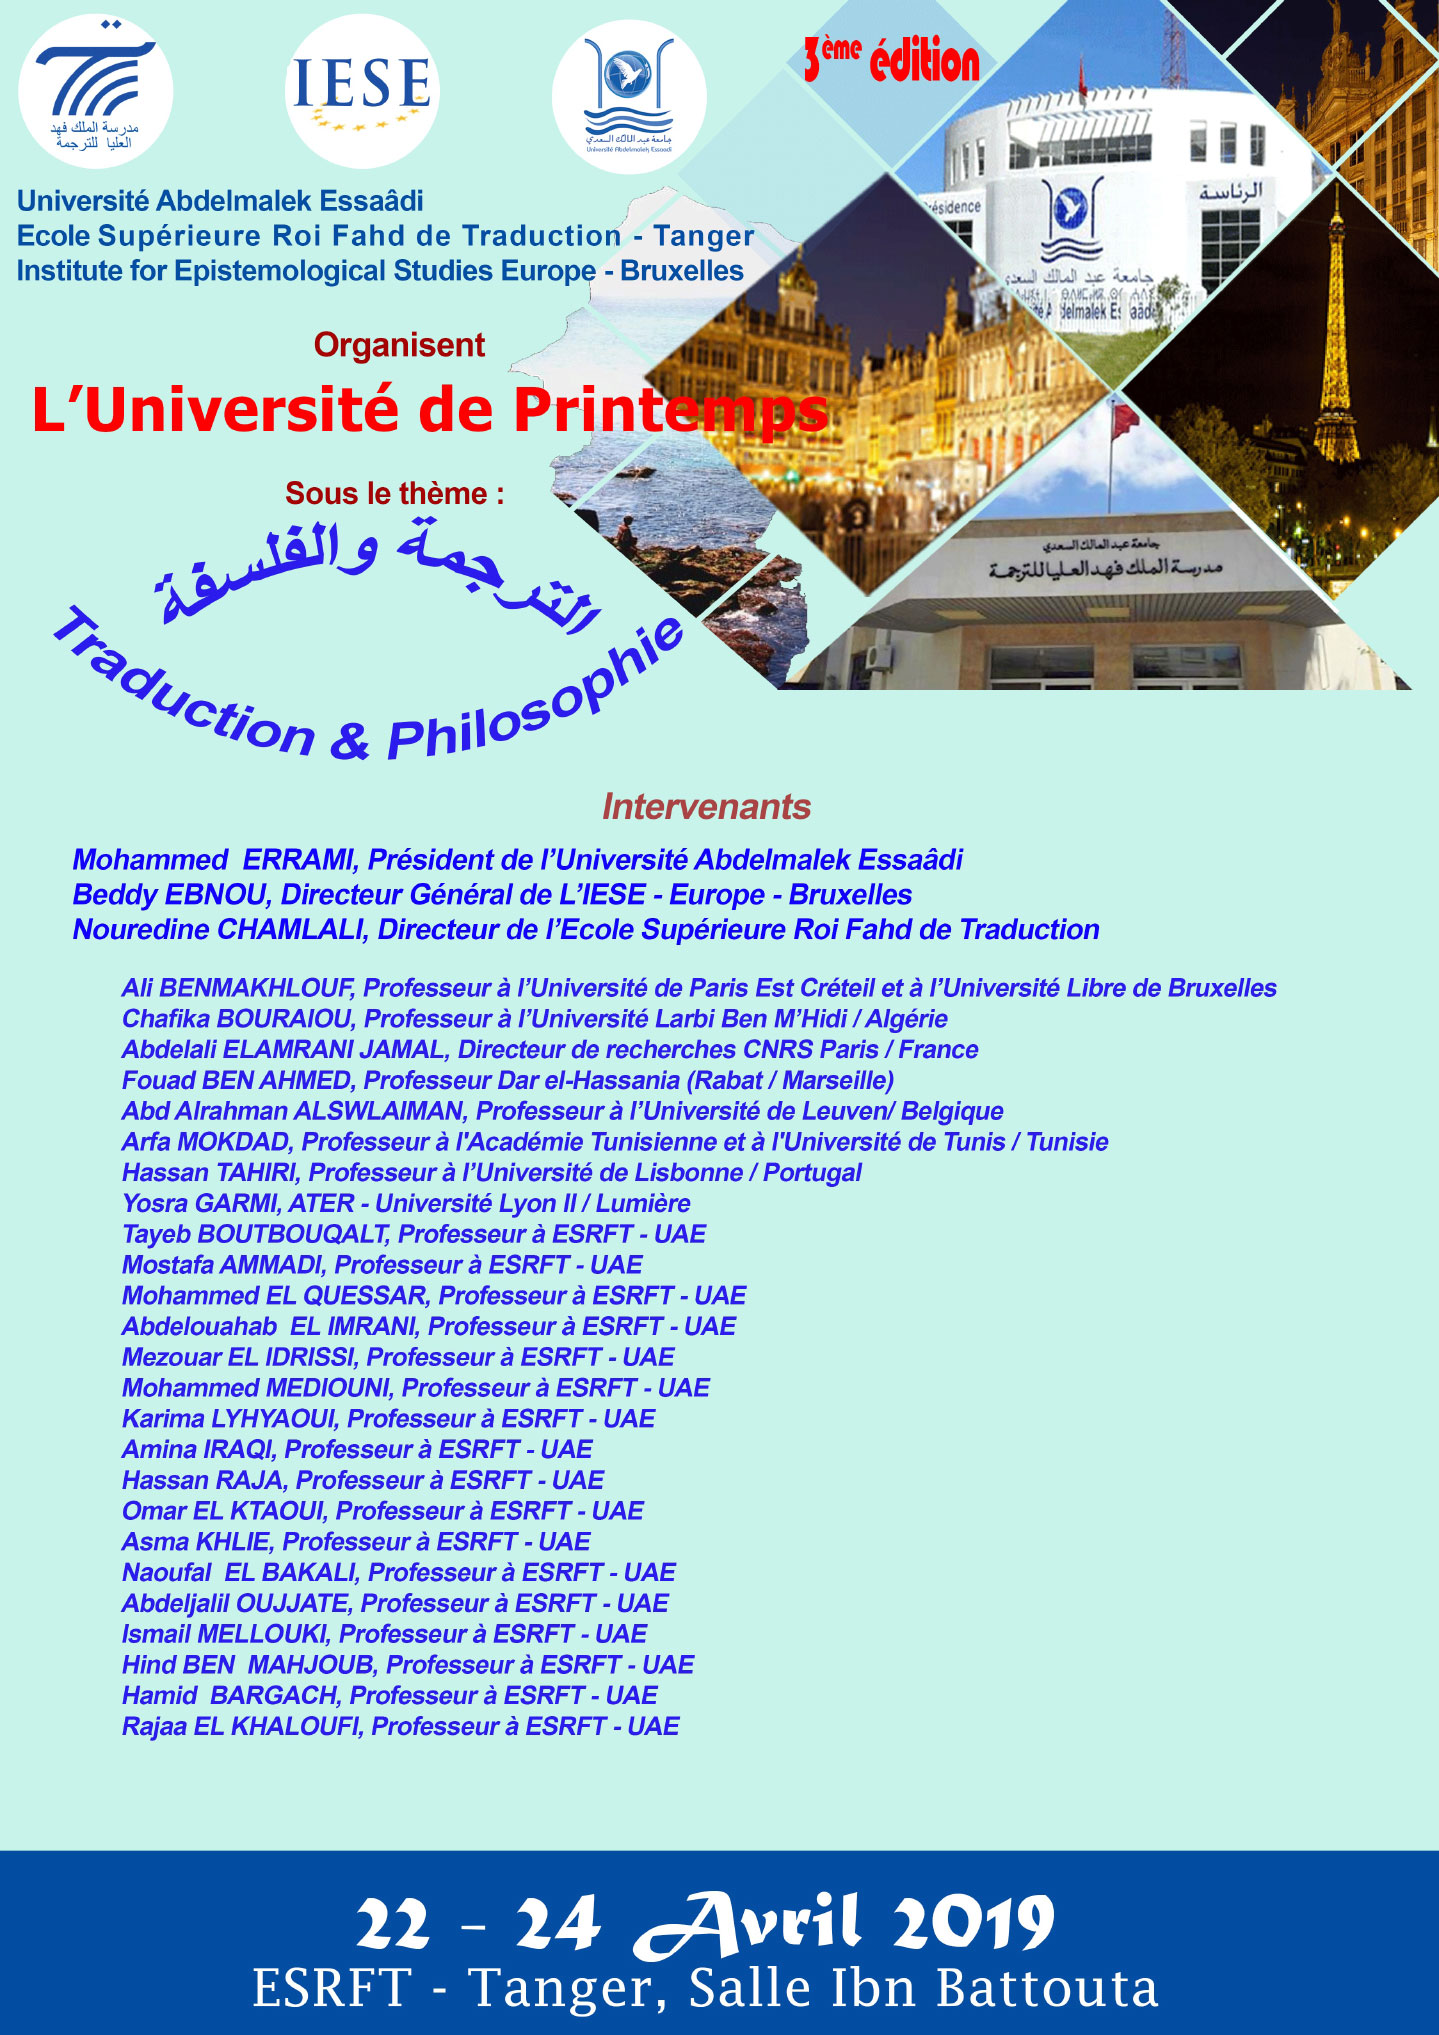 مدرسة الملك فهد
العليا للترجمة
IESE
جامعة عبد المالك السعدي
Université Abdelmalek Essaadi
3ème édition
Université Abdelmalek Essaâdi
Ecole Supérieure Roi Fahd de Traduction - Tanger
Institute for Epistemological Studies Europe - Bruxelles
Présidence
الرئاسة
جامعة عبد المالك السعدي
Abdelmalek Essaâdi
جامعة عبد المالك السعدي
مدرسة الملك فهد العليا للترجمة
Organisent
L’Université de Printemps
Sous le thème :
الترجمة والفلسفة
Traduction & Philosophie
Intervenants
Mohammed ERRAMI, Président de l’Université Abdelmalek Essaâdi
Beddy EBNOU, Directeur Général de L’IESE - Europe - Bruxelles
Nouredine CHAMLALI, Directeur de l’Ecole Supérieure Roi Fahd de Traduction
Ali BENMAKHLOUF, Professeur à l’Université de Paris Est Créteil et à l’Université Libre de Bruxelles
Chafika BOURAIOU, Professeur à l’Université Larbi Ben M’Hidi / Algérie
Abdelali ELAMRANI JAMAL, Directeur de recherches CNRS Paris / France
Fouad BEN AHMED, Professeur Dar el-Hassania (Rabat / Marseille)
Abd Alrahman ALSWLAIMAN, Professeur à l’Université de Leuven/ Belgique
Arfa MOKDAD, Professeur à l'Académie Tunisienne et à l'Université de Tunis / Tunisie
Hassan TAHIRI, Professeur à l’Université de Lisbonne / Portugal
Yosra GARMI, ATER - Université Lyon II / Lumière
Tayeb BOUTBOUQALT, Professeur à ESRFT - UAE
Mostafa AMMADI, Professeur à ESRFT - UAE
Mohammed EL QUESSAR, Professeur à ESRFT - UAE
Abdelouahab EL IMRANI, Professeur à ESRFT - UAE
Mezouar EL IDRISSI, Professeur à ESRFT - UAE
Mohammed MEDIOUNI, Professeur à ESRFT - UAE
Karima LYHYAOUI, Professeur à ESRFT - UAE
Amina IRAQI, Professeur à ESRFT - UAE
Hassan RAJA, Professeur à ESRFT - UAE
Omar EL KTAOUI, Professeur à ESRFT - UAE
Asma KHLIE, Professeur à ESRFT - UAE
Naoufal EL BAKALI, Professeur à ESRFT - UAE
Abdeljalil OUJJATE, Professeur à ESRFT - UAE
Ismail MELLOUKI, Professeur à ESRFT - UAE
Hind BEN MAHJOUB, Professeur à ESRFT - UAE
Hamid BARGACH, Professeur à ESRFT - UAE
Rajaa EL KHALOUFI, Professeur à ESRFT - UAE
22 - 24 Avril 2019
ESRFT - Tanger, Salle Ibn Battouta